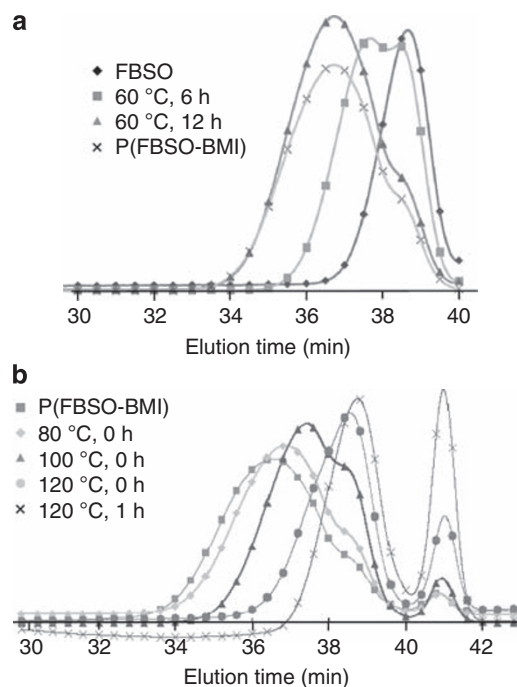 a
FBSO
60 °C, 6 h
60 °C, 12 h
P(FBSO-BMI)
30 32 34 36 38 40
Elution time (min)
b
P(FBSO-BMI)
80 °C, 0 h
100 °C, 0 h
120 °C, 0 h
120 °C, 1 h
30 32 34 36 38 40 42
Elution time (min)